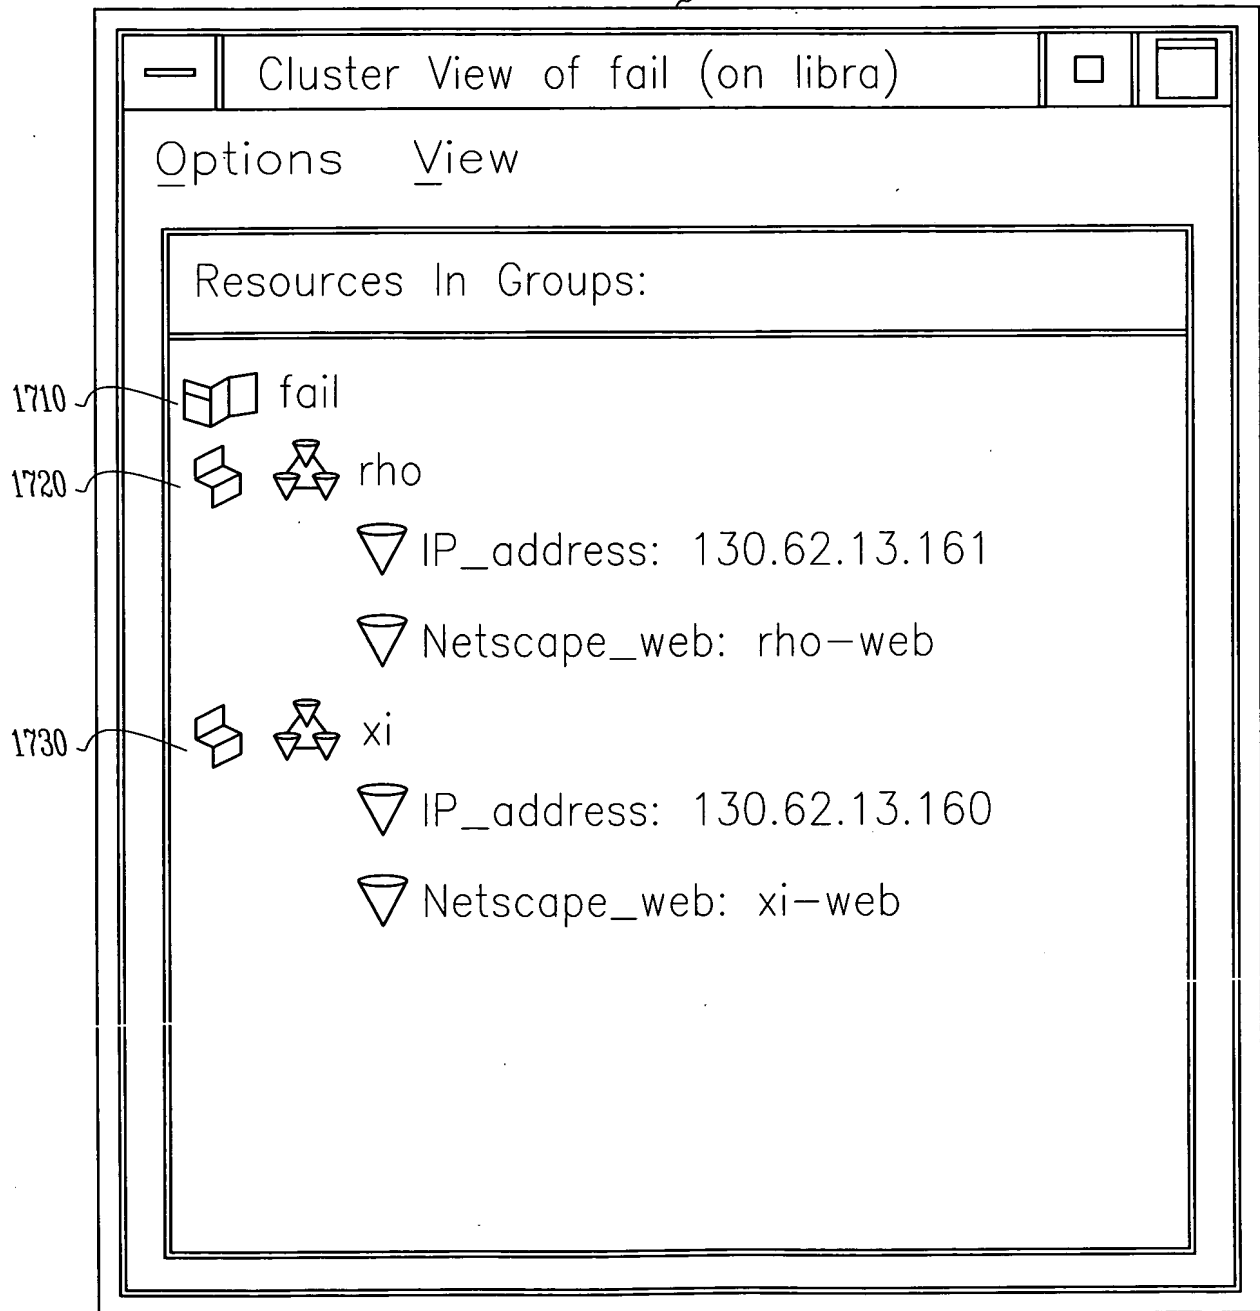 Cluster View of fail (on libra)
Options View
Resources In Groups:
1710 fail
1720 rho
IP_address: 130.62.13.161
Netscape_web: rho-web
1730 xi
IP_address: 130.62.13.160
Netscape_web: xi-web